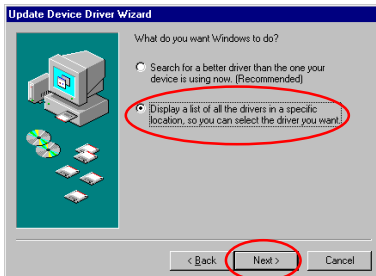 Update Device Driver Wizard
What do you want Windows to do?
Search for a better driver than the one your
device is using now. (Recommended)
Display a list of all the drivers in a specific
location, so you can select the driver you want.
< Back
Next >
Cancel